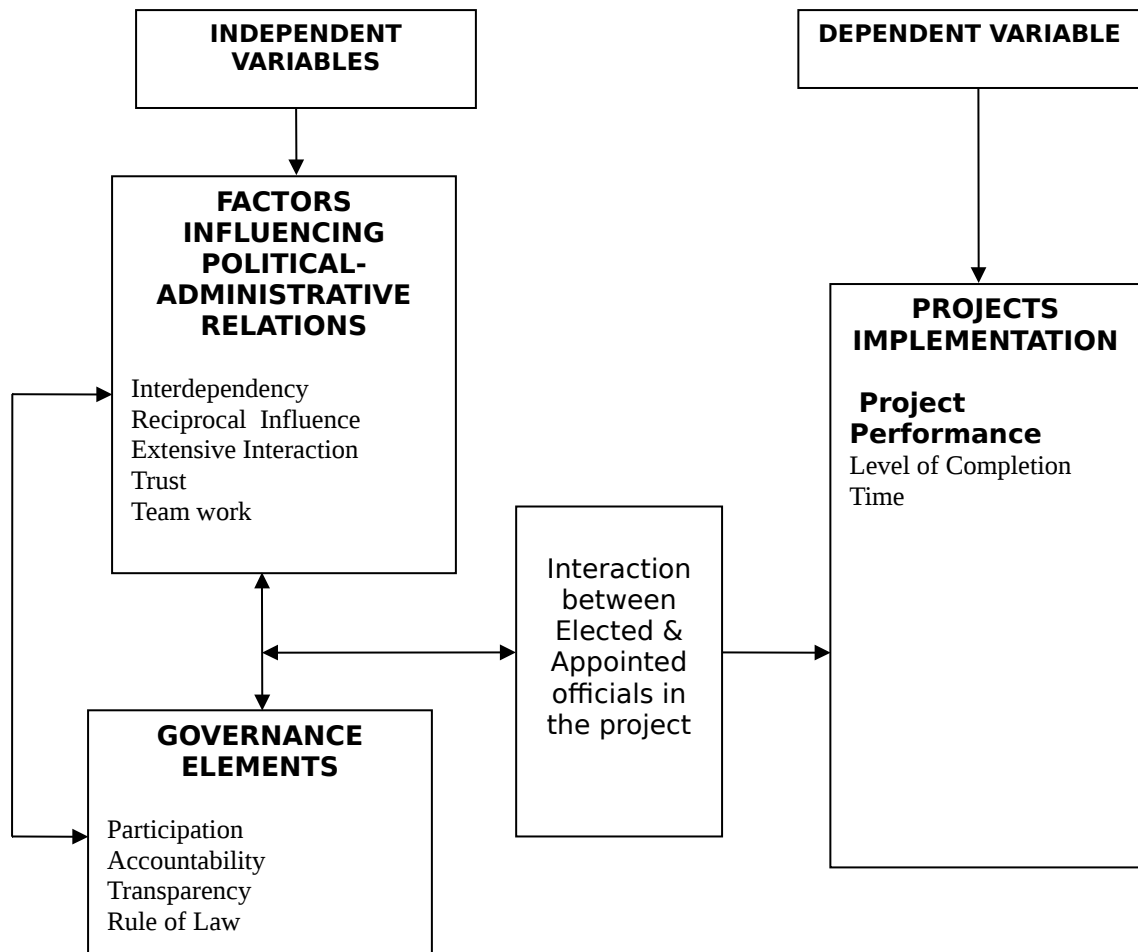 INDEPENDENT
VARIABLES
DEPENDENT VARIABLE
FACTORS
INFLUENCING
POLITICAL-
ADMINISTRATIVE
RELATIONS
Interdependency
Reciprocal  Influence
Extensive Interaction
Trust
Team work
PROJECTS
IMPLEMENTATION
Project
Performance
Level of Completion
Time
Interaction
between
Elected &
Appointed
officials in
the project
GOVERNANCE
ELEMENTS
Participation
Accountability
Transparency
Rule of Law